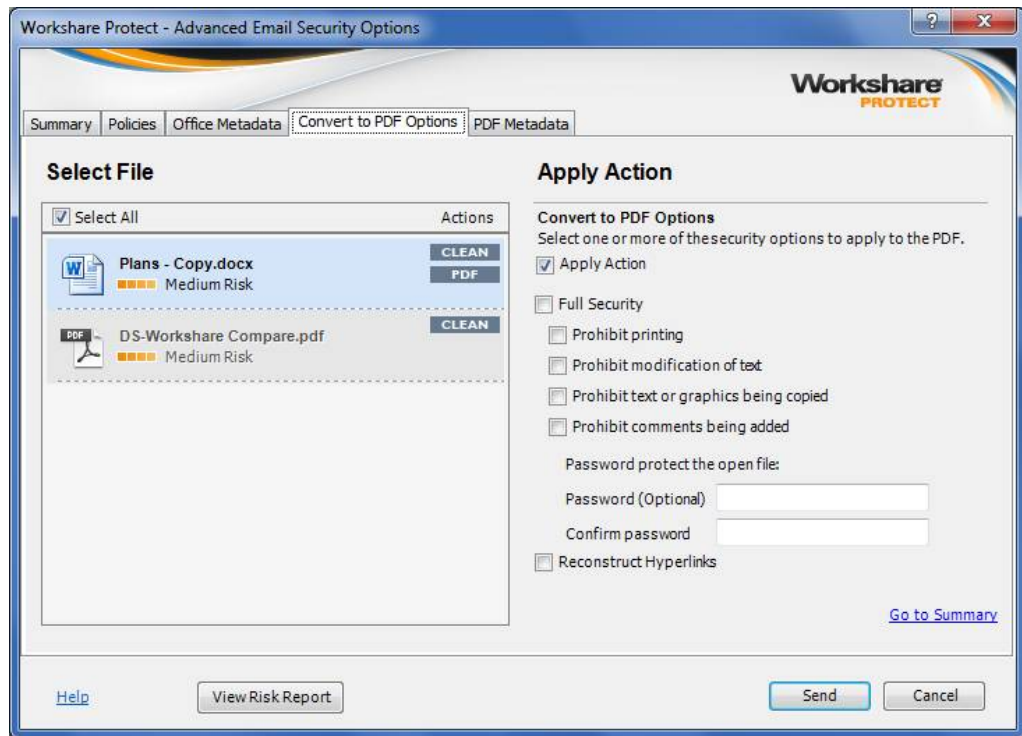 Workshare Protect - Advanced Email Security Options
?
X
Workshare
PROTECT
Summary Policies Office Metadata Convert to PDF Options PDF Metadata
Select File
Select All Actions
W
Plans - Copy.docx
Medium Risk
CLEAN
PDF
PDF
DS-Workshare Compare.pdf
Medium Risk
CLEAN
Apply Action
Convert to PDF Options
Select one or more of thesecurity options to apply to the PDF.
Apply Action
Full Security
Prohibit printing
Prohibit modification of text
Prohibit text or graphics being copied
Prohibit comments being added
Password protect the open file:
Password (Optional)
Confirm password
Reconstruct Hyperlinks
Go to Summary
Help View Risk Report Send Cancel